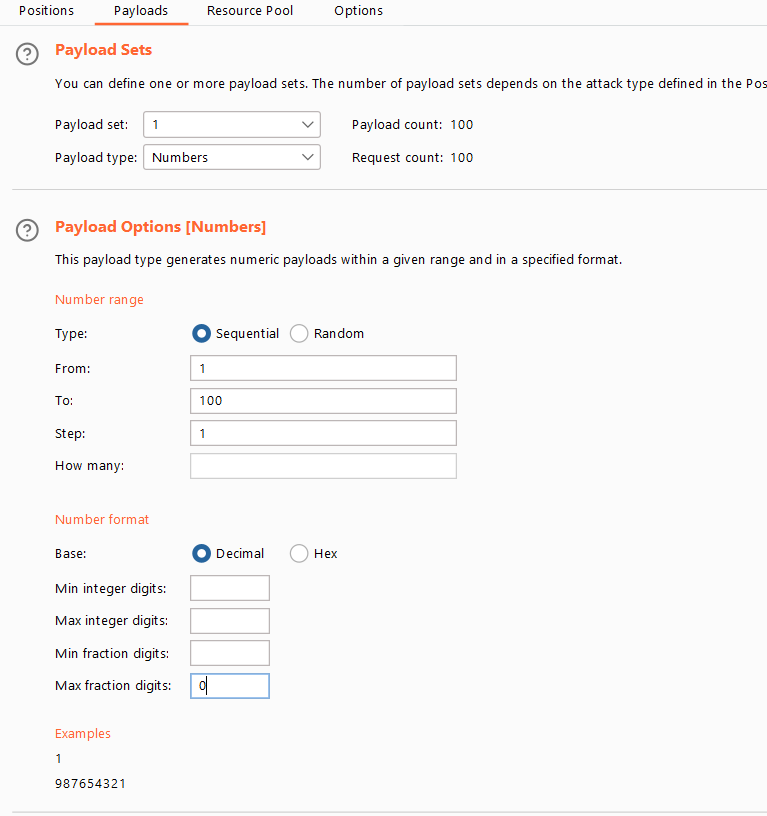 Positions Payloads Resource Pool Options
? Payload Sets
You can define one or more payload sets. The number of payload sets depends on the attack type defined in the Pos
Payload set: 1 Payload count: 100
Payload type: Numbers Request count: 100
? Payload Options [Numbers]
This payload type generates numeric payloads within a given range and in a specified format.
Number range
Type: Sequential Random
From: 1
To: 100
Step: 1
How many:
Number format
Base: Decimal Hex
Min integer digits:
Max integer digits:
Min fraction digits:
Max fraction digits: 0
Examples
1
987654321